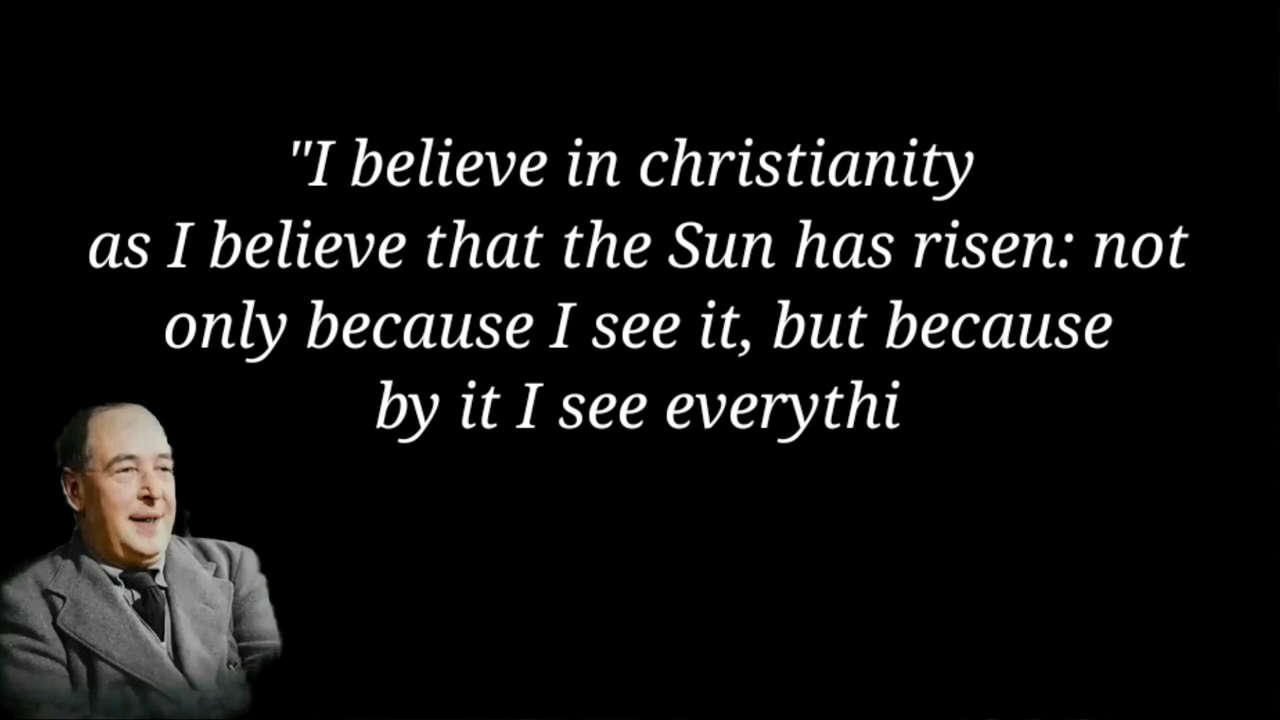 "I believe in christianity
as I believe that the Sun has risen: not
only because I see it, but because
by it I see everythi